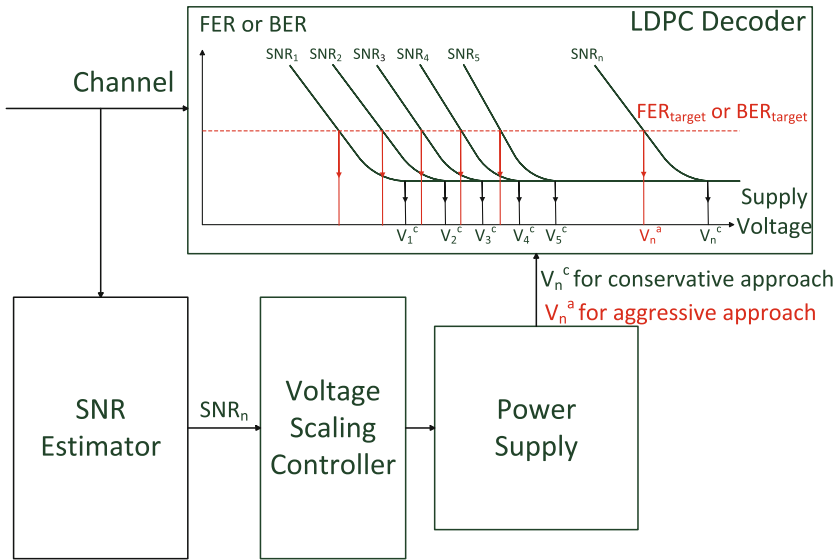 LDPC Decoder
FER or BER
SNR1 SNR2 SNR3 SNR4 SNR5 SNRn
Channel
FERtarget or BERtarget
Supply
Voltage
V1c V2c V3c V4c V5c Vna Vnc
Vnc for conservative approach
Vna for aggressive approach
SNR
Estimator
SNRn
Voltage
Scaling
Controller
Power
Supply